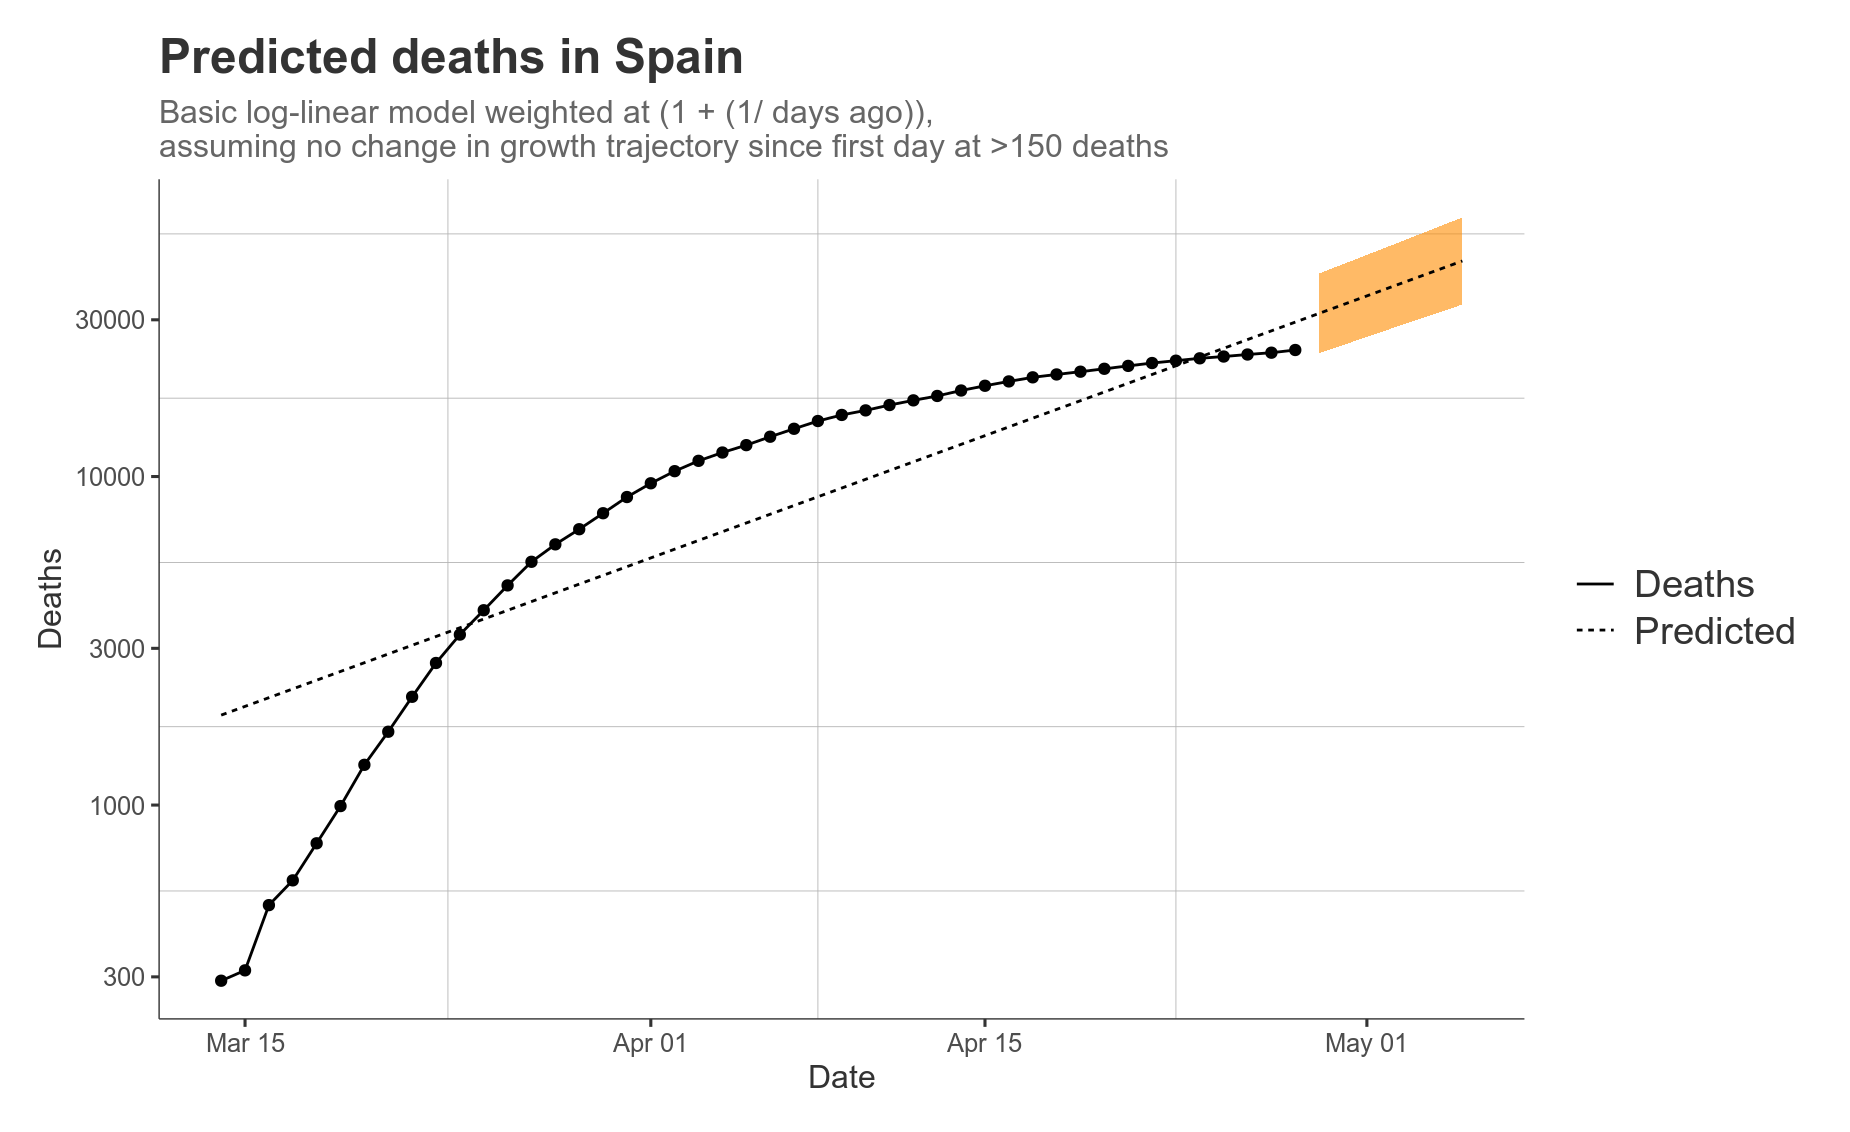 Predicted deaths in Spain
Basic log-linear model weighted at (1 + (1/ days ago)),
assuming no change in growth trajectory since first day at >150 deaths
30000
10000
3000
1000
300
Deaths
Mar 15
Apr 01
Apr 15
May 01
Date
Deaths
Predicted